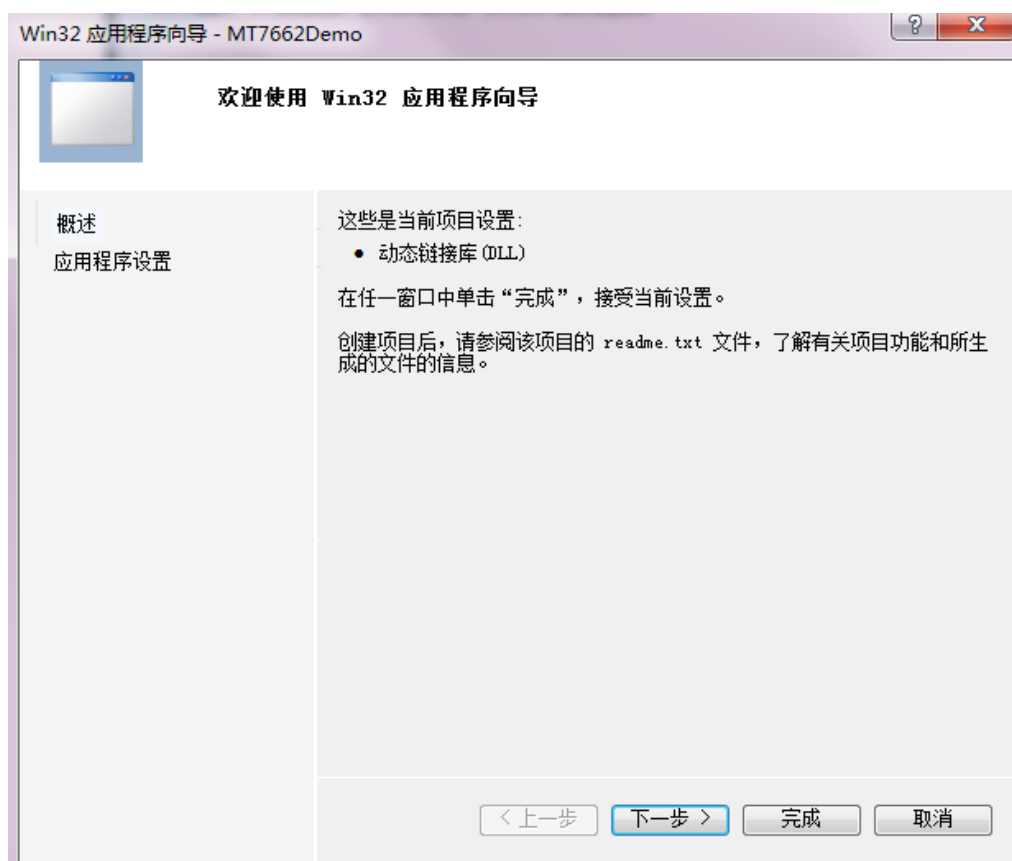 Win32 应用程序向导 - MT7662Demo
欢迎使用 Win32 应用程序向导
概述
应用程序设置
这些是当前项目设置:
• 动态链接库(DLL)
在任一窗口中单击“完成”，接受当前设置。
创建项目后，请参阅该项目的 readme.txt 文件，了解有关项目功能和所生
成的文件的信息。
< 上一步
下一步 >
完成
取消